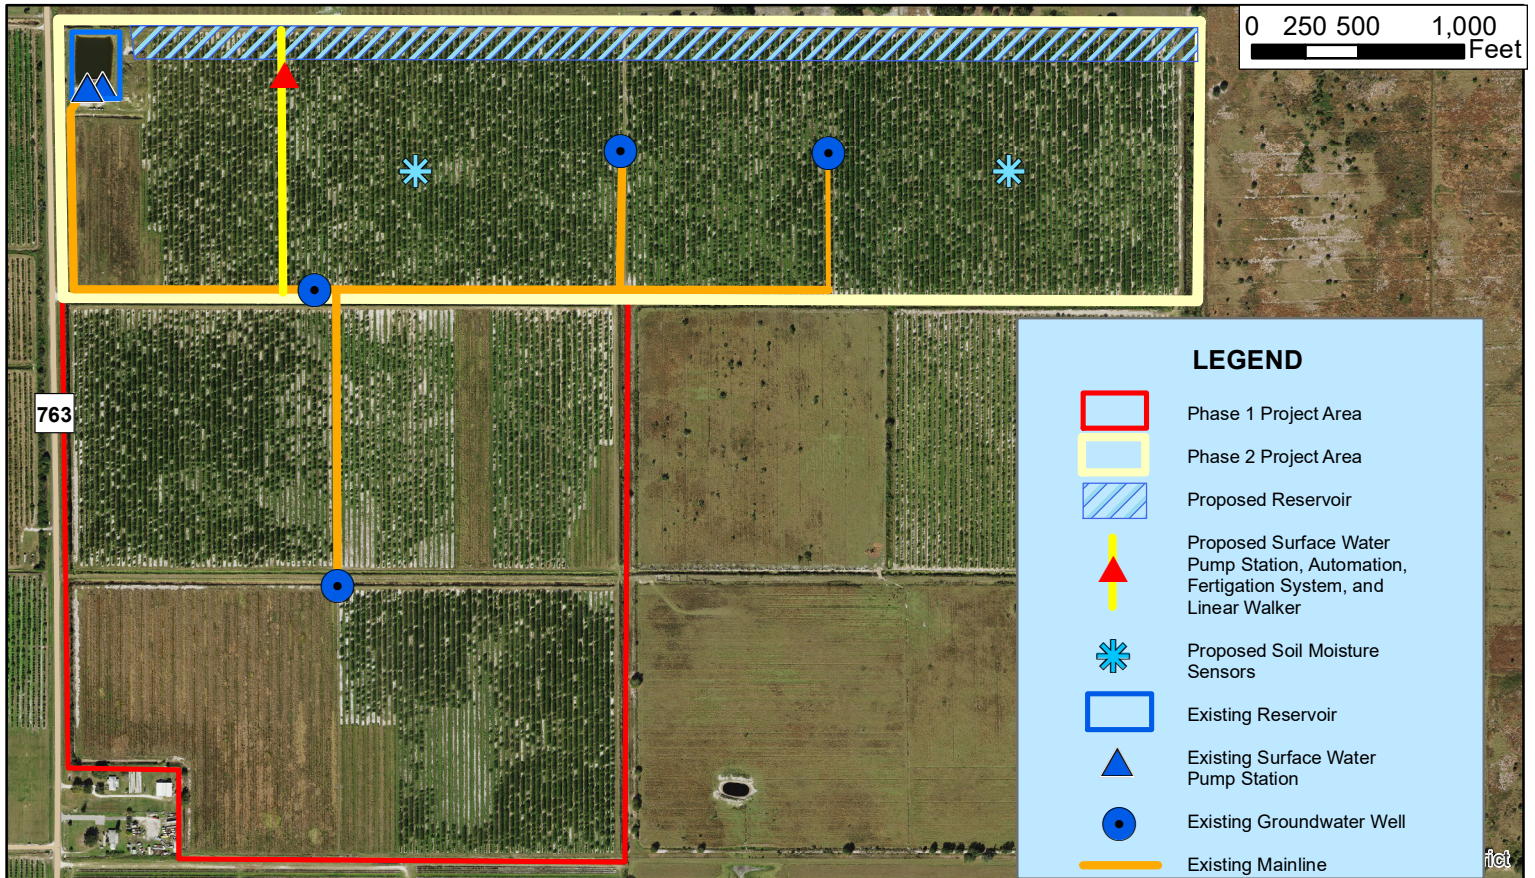 0 250 500 1,000
Feet
763
LEGEND
Phase 1 Project Area
Phase 2 Project Area
Proposed Reservoir
Proposed Surface Water
Pump Station, Automation,
Fertigation System, and
Linear Walker
Proposed Soil Moisture
Sensors
Existing Reservoir
Existing Surface Water
Pump Station
Existing Groundwater Well
Existing Mainline
rict